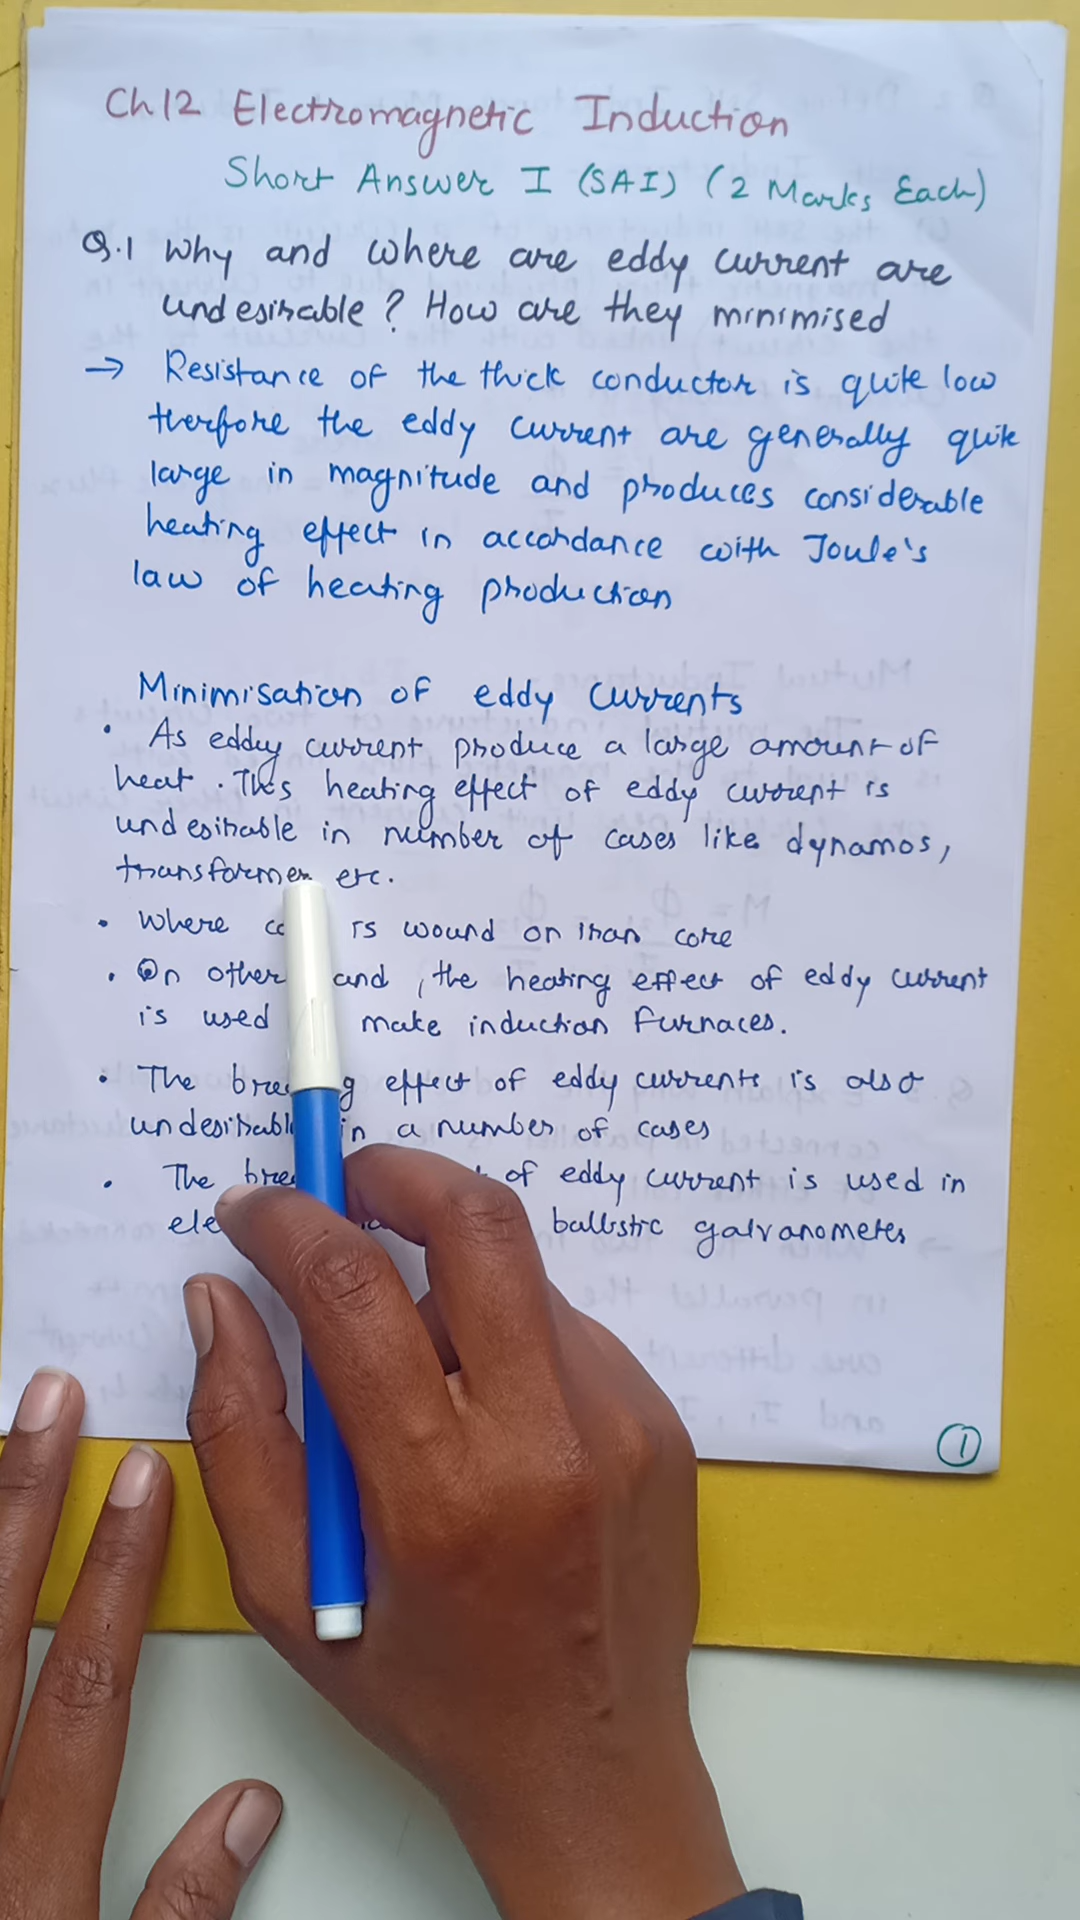 Ch.12 Electromagnetic Induction
Short Answer I (SAI) (2 Marks Each)
Q.1 Why and where are eddy current are
undesirable? How are they minimised
→ Resistance of the thick conductor is quite low
therfore the eddy current are generally quite
large in magnitude and produces considerable
heating effect in accordance with Joule's
law of heating production
Minimisation of eddy currents
• As eddy current produce a large amount of
heat. This heating effect of eddy current is
undesirable in number of cases like dynamos,
transformer etc.
• Where is wound on iron core
• On other and, the heating effect of eddy current
is used make induction furnaces.
• The effect of eddy currents is also
undesirable in a number of cases
• The of eddy current is used in
ballistic galvanometer
1